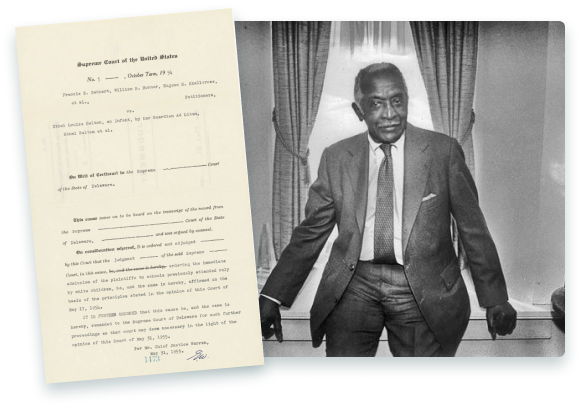 Supreme Court of the United States
No. 5 —— , October Term, 19 54
Francis B. Gebhart, William B. Horner, Eugene H. Shallcross,
et al.,
Petitioners,
vs.
Ethel Louise Belton, an Infant, by her Guardian Ad Litem,
Ethel Belton et al.
On Writ of Certiorari to the Supreme Court
of the State of Delaware.
This cause came on to be heard on the transcript of the record from
the Supreme Court of the State
of Delaware, and was argued by counsel.
On consideration whereof, It is ordered and adjudged
by this Court that the judgment of the said Supreme
Court, in this cause, be, and the same is hereby, ordering the immediate
admission of the plaintiffs to schools previously attended only
by white children, be, and the same is hereby, affirmed on the
basis of the principles stated in the opinion of this Court of
May 17, 1954.
IT IS FURTHER ORDERED that this cause be, and the same is
hereby, remanded to the Supreme Court of Delaware for such further
proceedings as that court may deem necessary in the light of the
opinion of this Court of May 31, 1955.
Per Mr. Chief Justice Warren,
May 31, 1955.